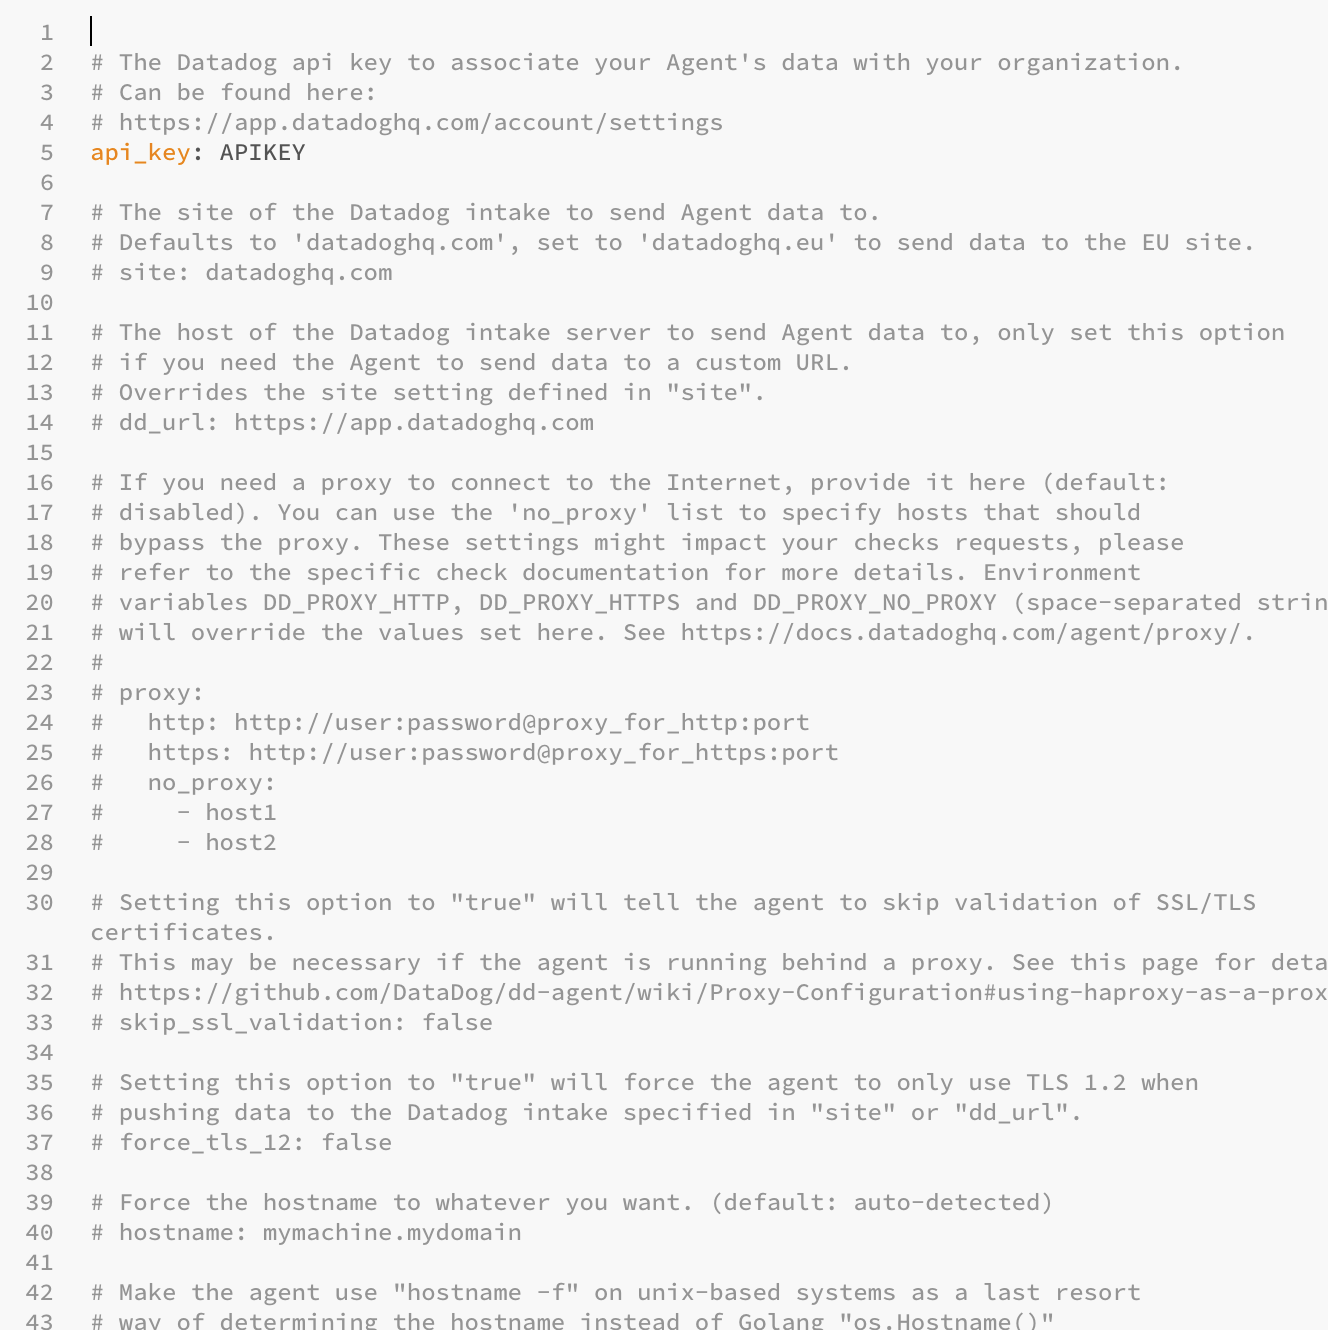 1
2 # The Datadog api key to associate your Agent's data with your organization.
3 # Can be found here:
4 # https://app.datadoghq.com/account/settings
5 api_key: APIKEY
6
7 # The site of the Datadog intake to send Agent data to.
8 # Defaults to 'datadoghq.com', set to 'datadoghq.eu' to send data to the EU site.
9 # site: datadoghq.com
10
11 # The host of the Datadog intake server to send Agent data to, only set this option
12 # if you need the Agent to send data to a custom URL.
13 # Overrides the site setting defined in "site".
14 # dd_url: https://app.datadoghq.com
15
16 # If you need a proxy to connect to the Internet, provide it here (default:
17 # disabled). You can use the 'no_proxy' list to specify hosts that should
18 # bypass the proxy. These settings might impact your checks requests, please
19 # refer to the specific check documentation for more details. Environment
20 # variables DD_PROXY_HTTP, DD_PROXY_HTTPS and DD_PROXY_NO_PROXY (space-separated strin
21 # will override the values set here. See https://docs.datadoghq.com/agent/proxy/.
22 #
23 # proxy:
24 #   http: http://user:password@proxy_for_http:port
25 #   https: http://user:password@proxy_for_https:port
26 #   no_proxy:
27 #     - host1
28 #     - host2
29
30 # Setting this option to "true" will tell the agent to skip validation of SSL/TLS
certificates.
31 # This may be necessary if the agent is running behind a proxy. See this page for deta
32 # https://github.com/DataDog/dd-agent/wiki/Proxy-Configuration#using-haproxy-as-a-prox
33 # skip_ssl_validation: false
34
35 # Setting this option to "true" will force the agent to only use TLS 1.2 when
36 # pushing data to the Datadog intake specified in "site" or "dd_url".
37 # force_tls_12: false
38
39 # Force the hostname to whatever you want. (default: auto-detected)
40 # hostname: mymachine.mydomain
41
42 # Make the agent use "hostname -f" on unix-based systems as a last resort
43 # way of determining the hostname instead of Golang "os.Hostname()"